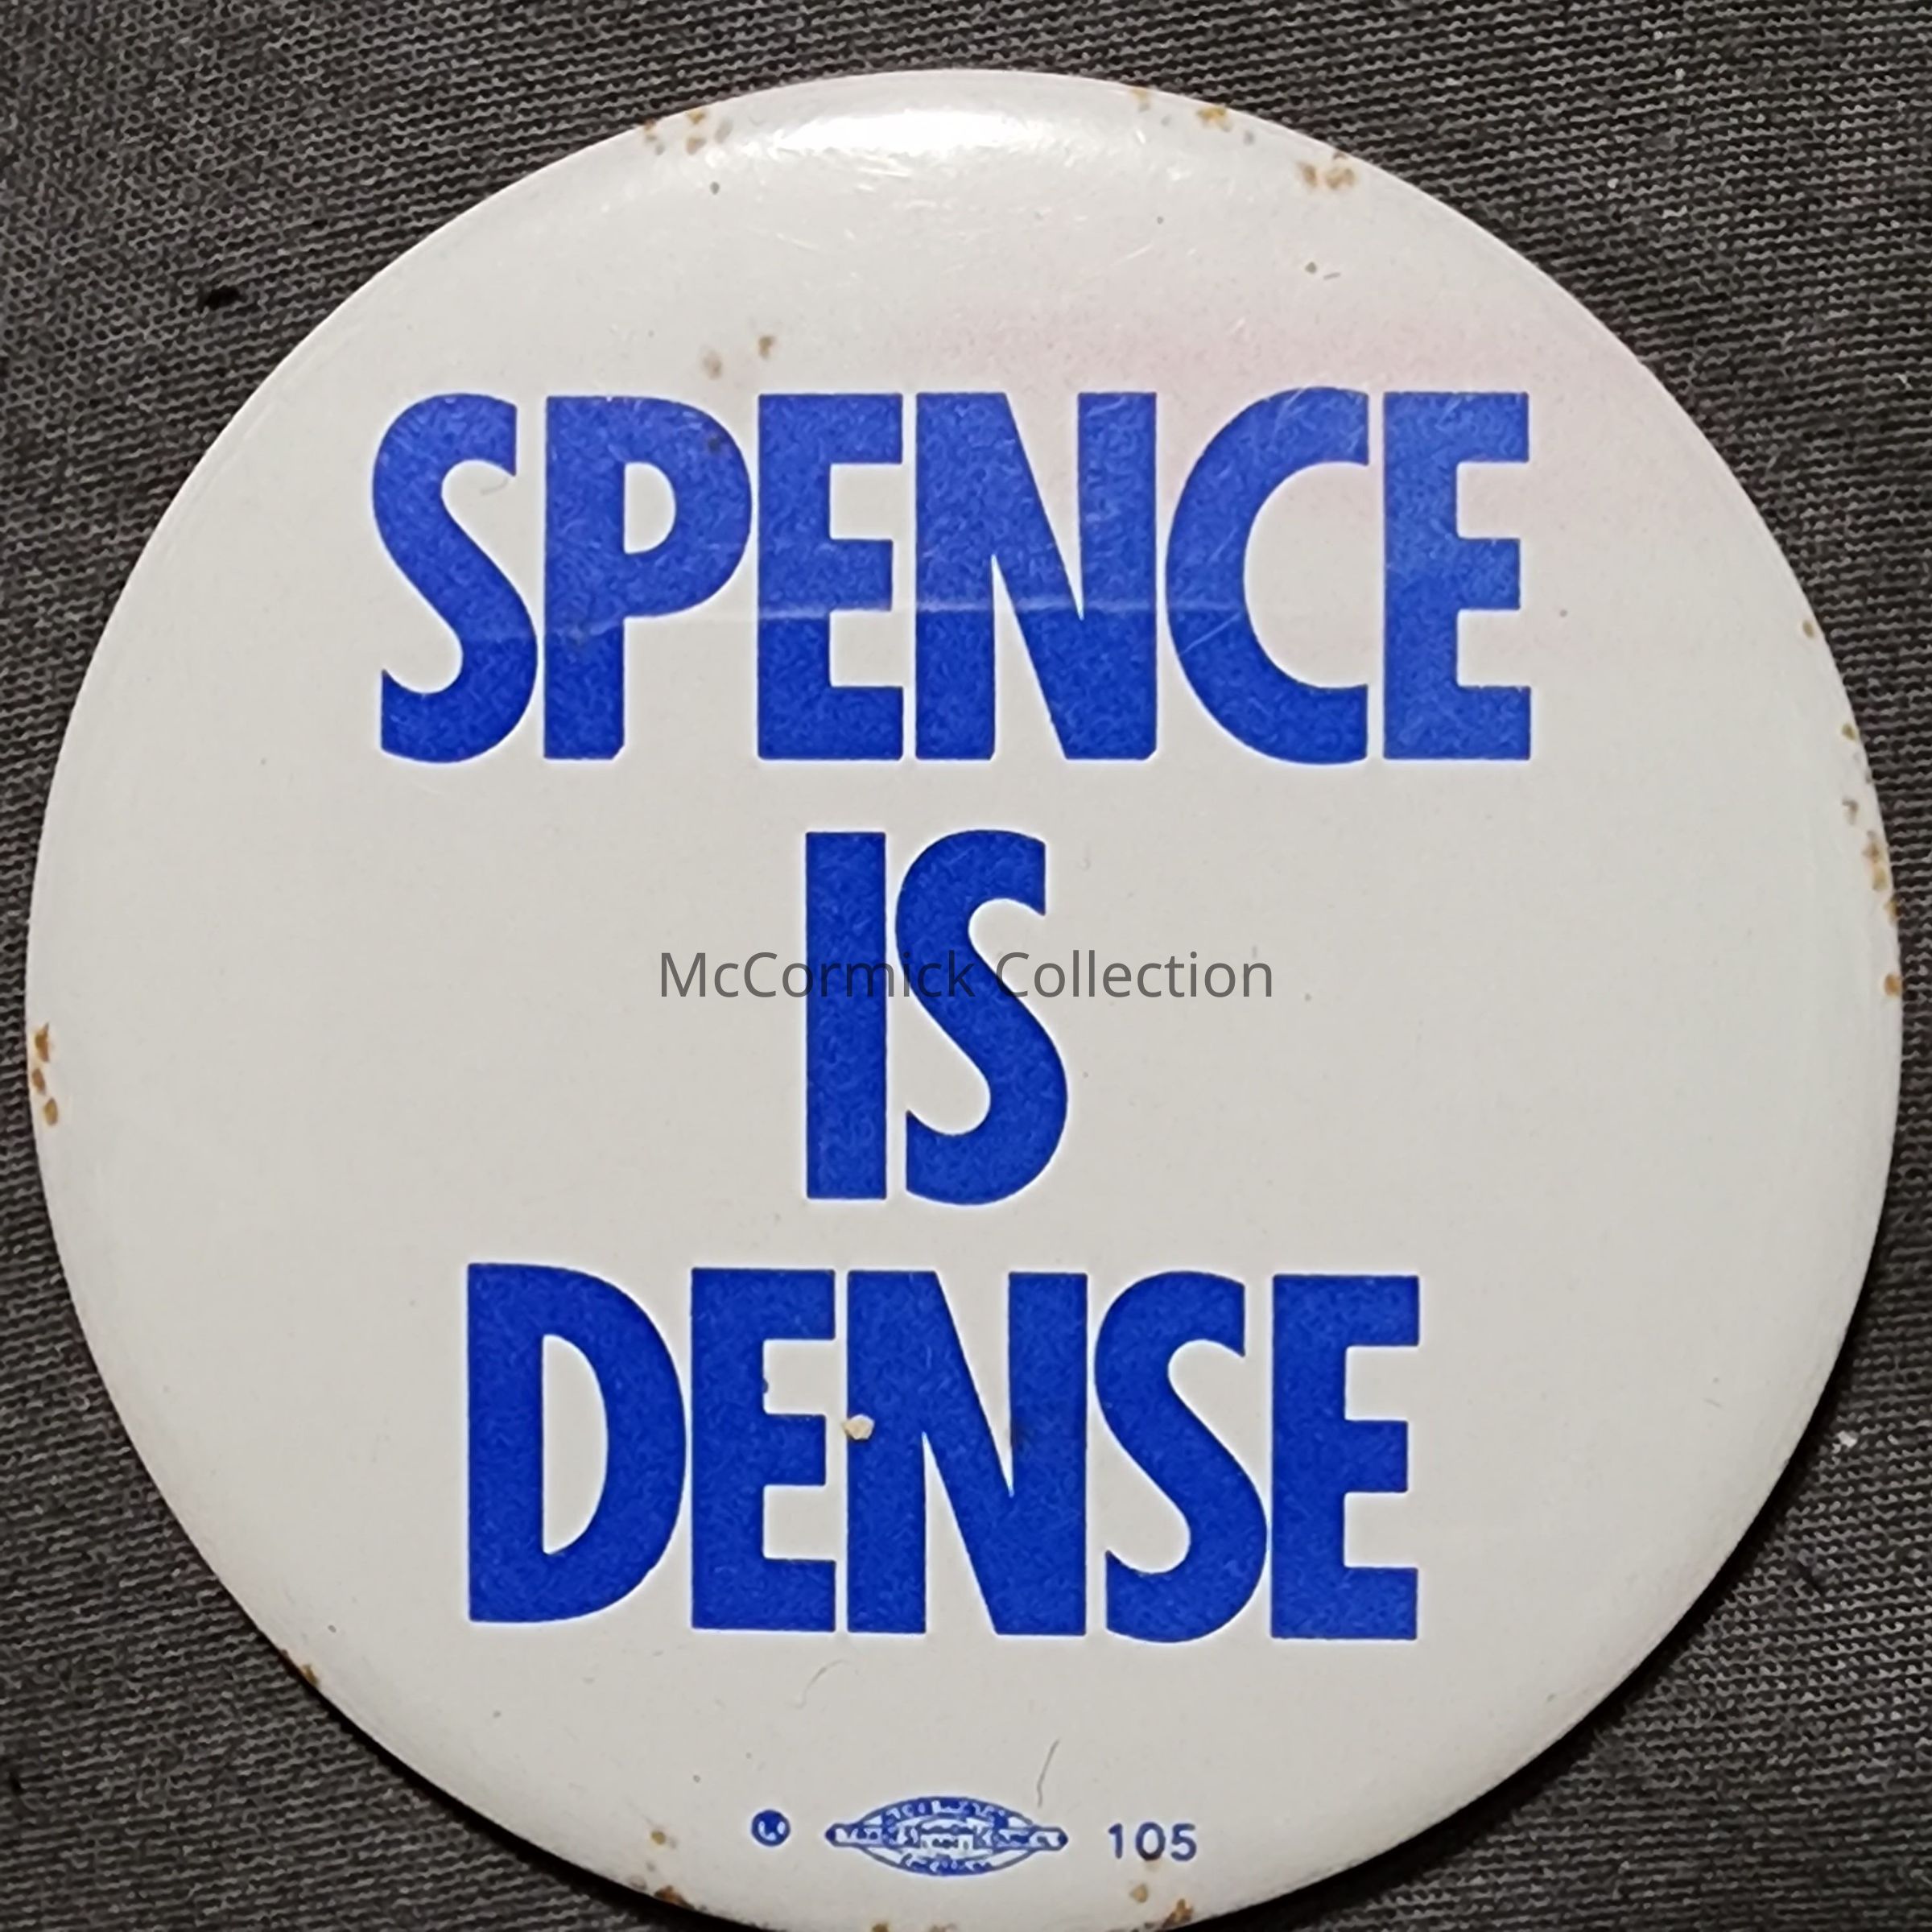 SPENCE
IS
McCormick Collection
DENSE
105